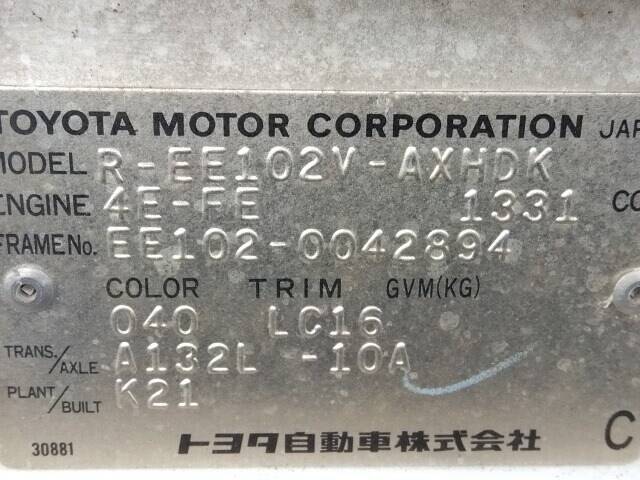 TOYOTA MOTOR CORPORATION JAP
MODEL R-EE102V-AXHDK
ENGINE 4E-FE 1331 CC
FRAME No. EE102-0042894
COLOR TRIM GVM(KG)
040 LC16
TRANS./AXLE A132L -10A
PLANT/BUILT K21
30881 トヨタ自動車株式会社 C